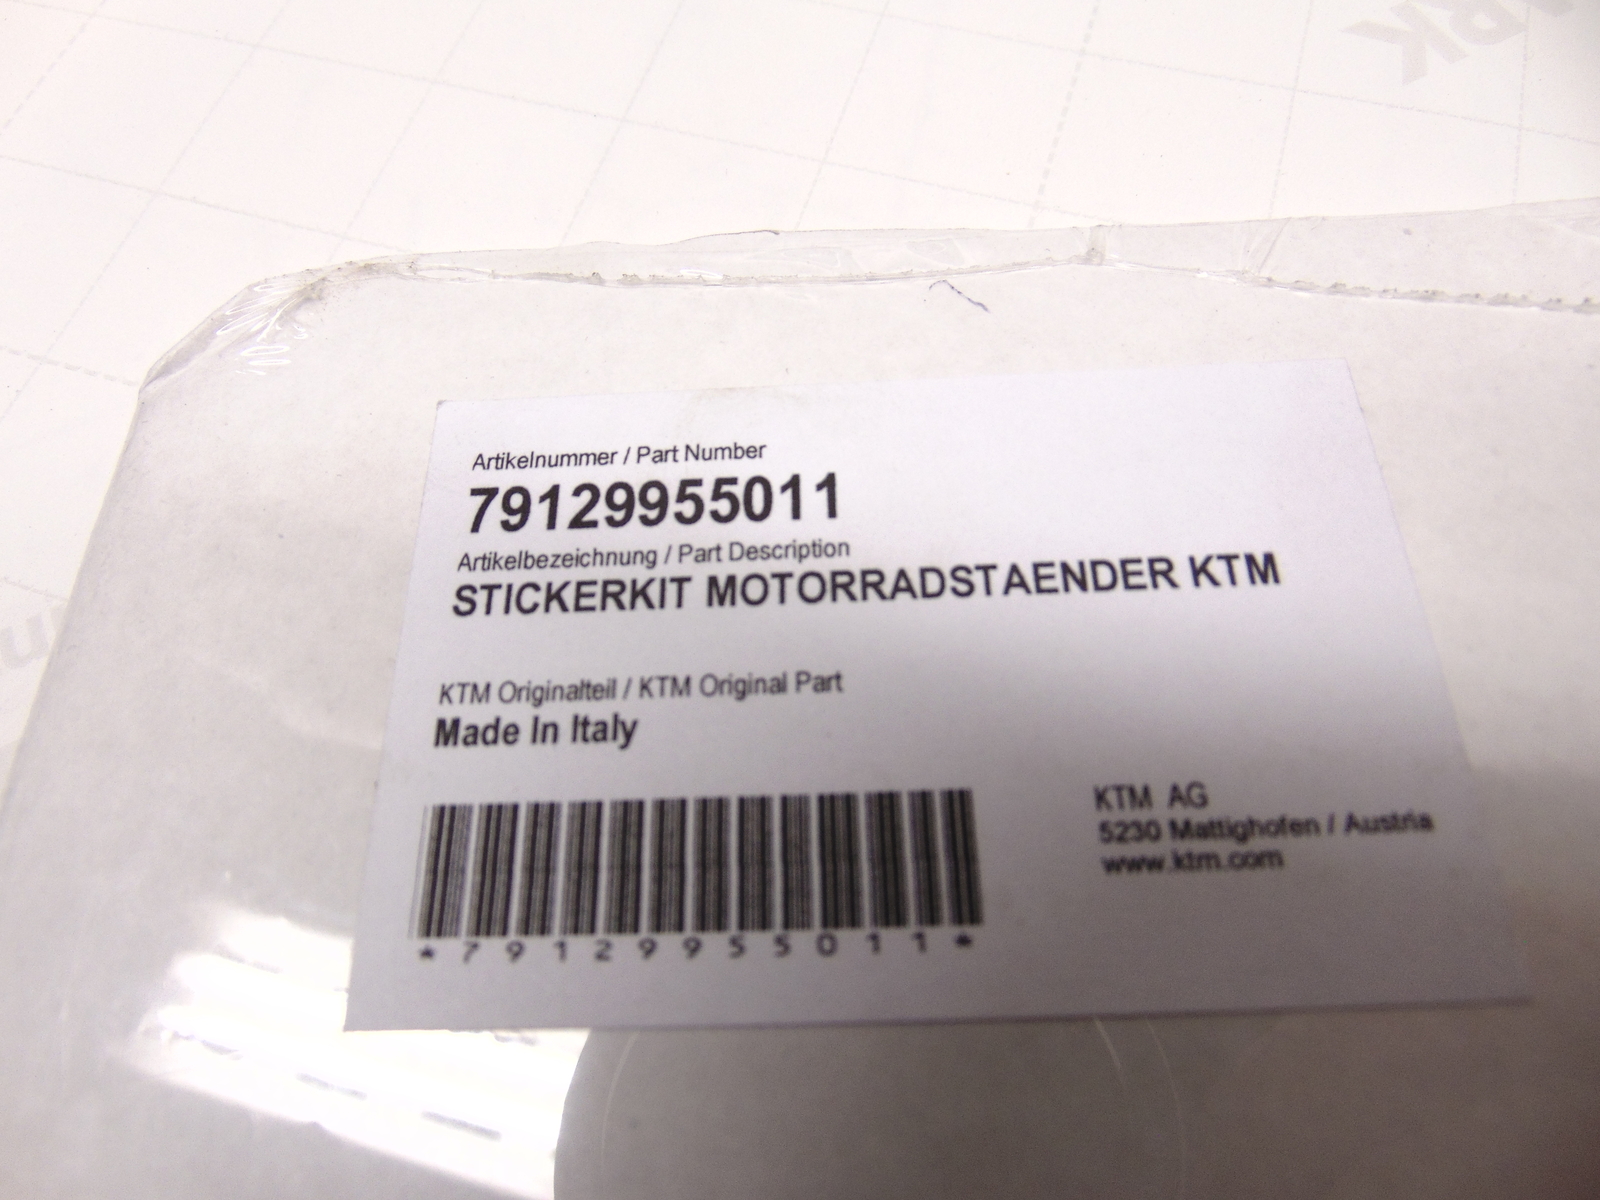 Artikelnummer / Part Number
79129955011
Artikelbezeichnung / Part Description
STICKERKIT MOTORRADSTAENDER KTM
KTM Originalteil / KTM Original Part
Made In Italy
KTM AG
5230 Mattighofen / Austria
www.ktm.com
*79129955011*